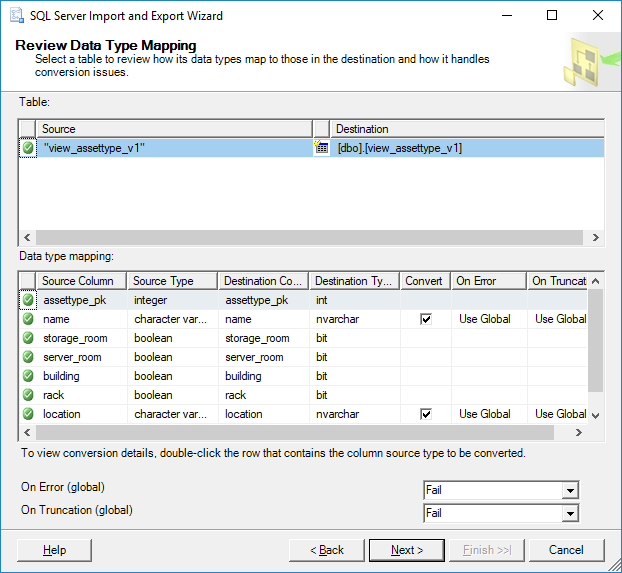 SQL Server Import and Export Wizard
Review Data Type Mapping
Select a table to review how its data types map to those in the destination and how it handles
conversion issues.
Table:
Source Destination
"view_assettype_v1" [dbo].[view_assettype_v1]
Data type mapping:
Source Column Source Type Destination Co... Destination Ty... Convert On Error On Truncat
assettype_pk integer assettype_pk int
name character var... name nvarchar Use Global Use Global
storage_room boolean storage_room bit
server_room boolean server_room bit
building boolean building bit
rack boolean rack bit
location character var... location nvarchar Use Global Use Global
To view conversion details, double-click the row that contains the column source type to be converted.
On Error (global) Fail
On Truncation (global) Fail
Help < Back Next > Finish >>| Cancel